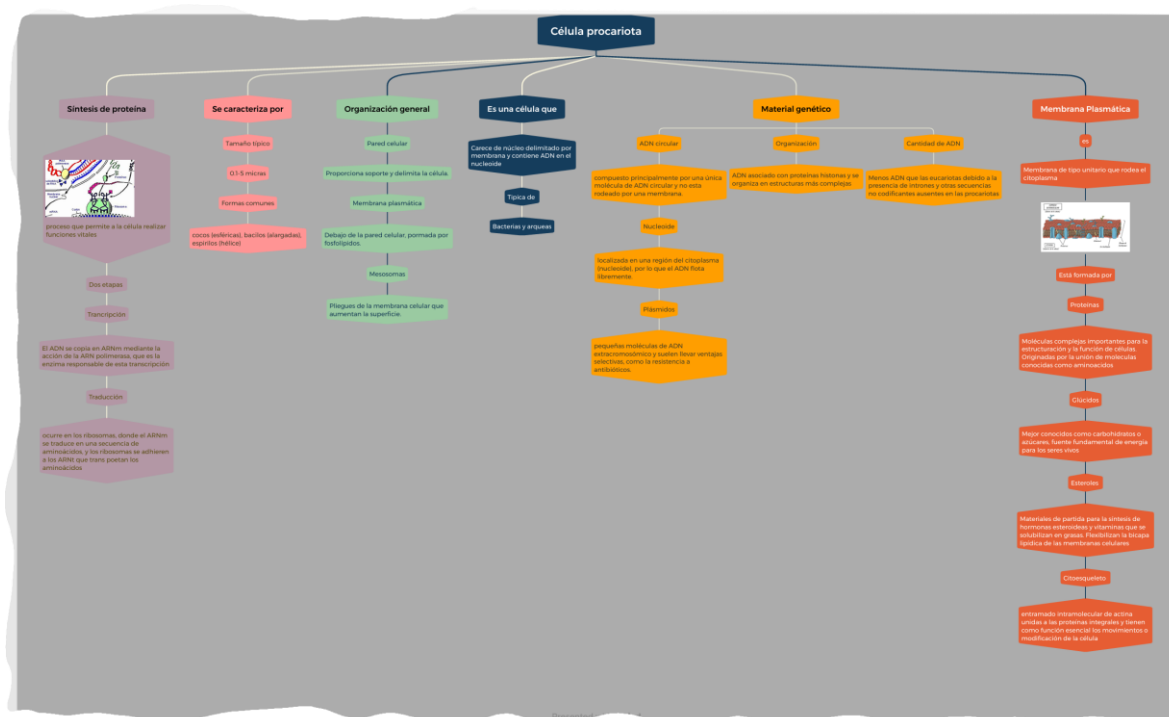 Célula procariota
Síntesis de proteína
proceso que permite a la célula realizar
funciones vitales
Dos etapas
Trancripción
El ADN se copia en ARNm mediante la
acción de la ARN polimerasa, que es la
enzima responsable de esta transcripción
Traducción
ocurre en los ribosomas, donde el ARNm
se traduce en una secuencia de
aminoácidos, y los ribosomas se adhieren
a los ARNt que trans poetan los
aminoácidos
Se caracteriza por
Tamaño típico
0.1-5 micras
Formas comunes
cocos (esféricos), bacilos (alargadas),
espirilos (hélice)
Organización general
Pared celular
Proporciona soporte y delimita la célula.
Membrana plasmática
Debajo de la pared celular, pormada por
fosfolípidos.
Mesosomas
Pliegues de la membrana celular que
aumentan la superficie.
Es una célula que
Carece de núcleo delimitado por
membrana y contiene ADN en el
nucleoide
Típica de
Bacterias y arqueas
Material genético
ADN circular
compuesto principalmente por una única
molécula de ADN circular y no esta
rodeado por una membrana.
Nucleoide
localizada en una región del citoplasma
(nucleoide), por lo que el ADN flota
libremente.
Plásmidos
pequeñas moléculas de ADN
extracromosómico y suelen llevar ventajas
selectivas, como la resistencia a
antibióticos.
Organización
ADN asociado con proteínas histonas y se
organiza en estructuras más complejas
Cantidad de ADN
Menos ADN que las eucariotas debido a la
presencia de intrones y otras secuencias
no codificantes ausentes en las procariotas
Membrana Plasmática
es
Membrana de tipo unitario que rodea el
citoplasma
Está formada por
Proteínas
Moléculas complejas importantes para la
estructuración y la función de células.
Originadas por la unión de moleculas
conocidas como aminoacidos
Glúcidos
Mejor conocidos como carbohidratos o
azúcares, fuente fundamental de energía
para los seres vivos
Esteroles
Materiales de partida para la síntesis de
hormonas esteroideas y vitaminas que se
solubilizan en grasas. Flexibilizan la bicapa
lipídica de las membranas celulares
Citoesqueleto
entramado intramolecular de actina
unidas a las proteínas integrales y tienen
como función esencial los movimientos o
modificación de la célula